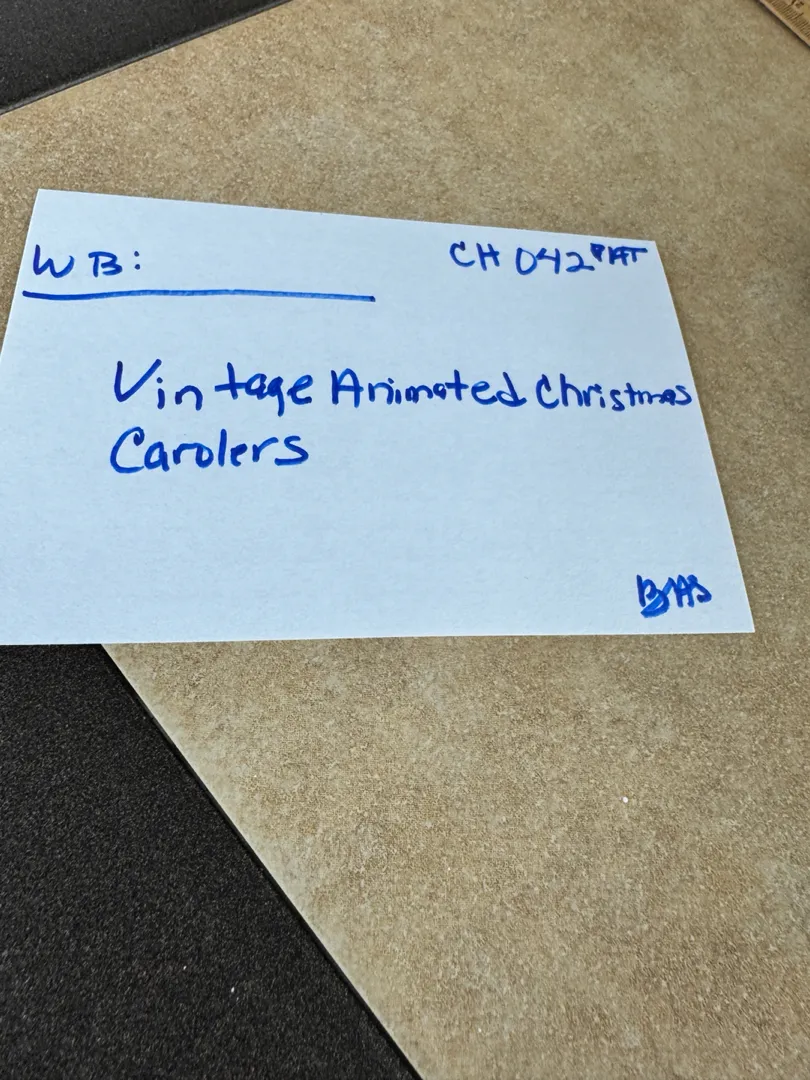 WB:
CH 042
Vintage Animated Christmas
Carolers